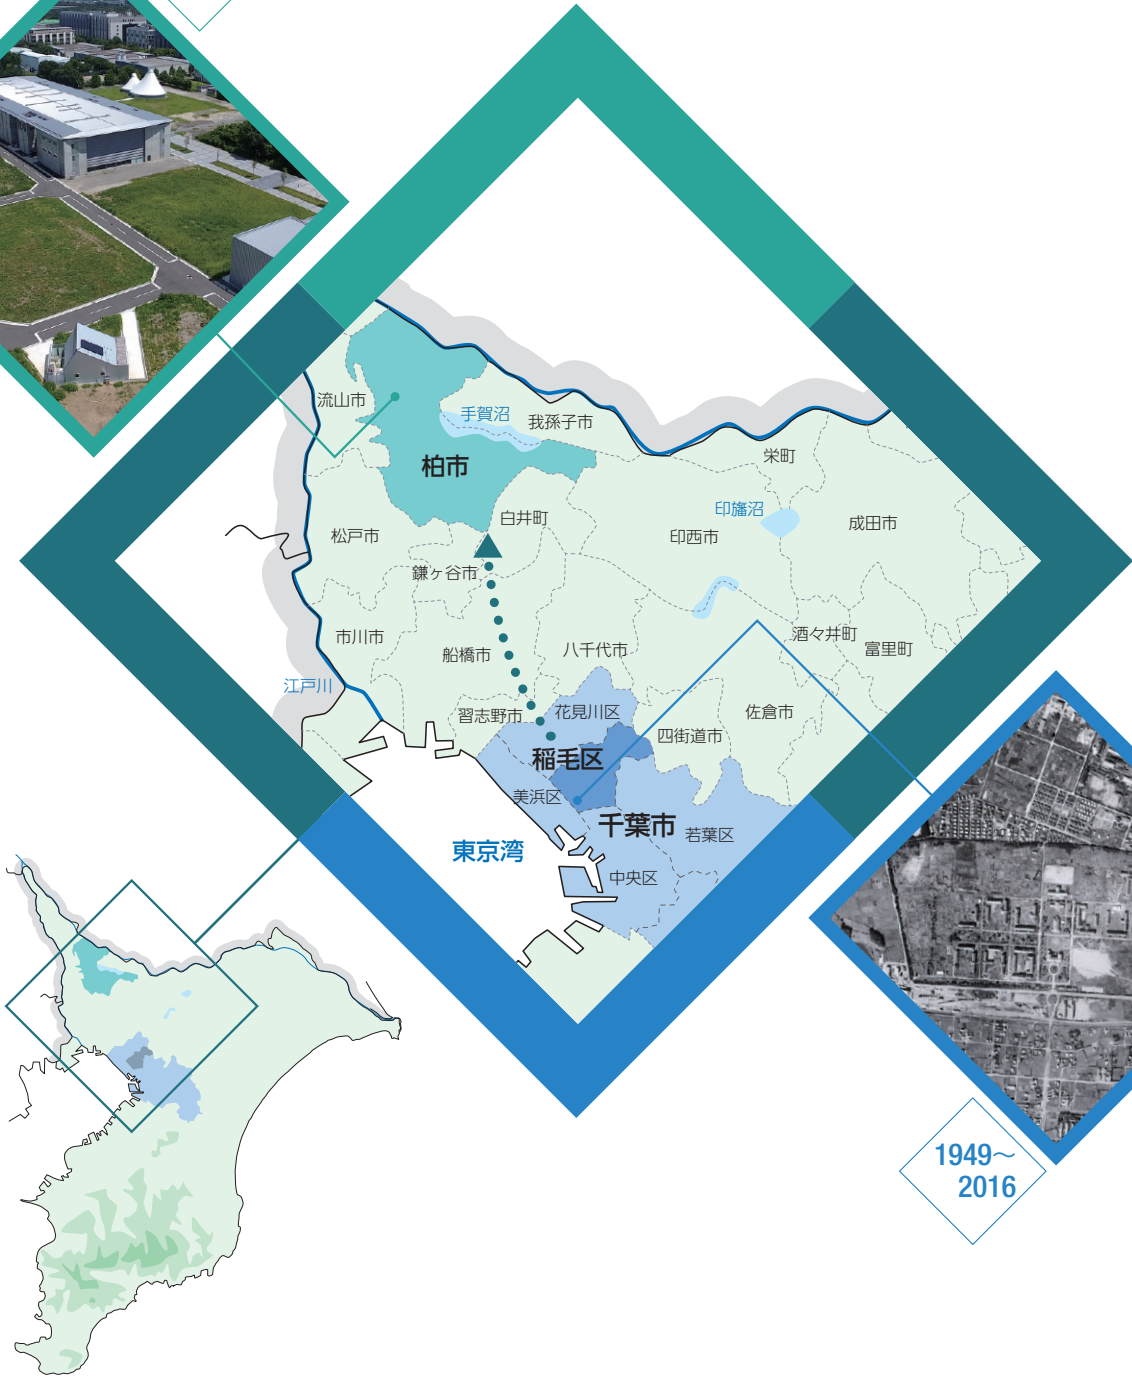 流山市
手賀沼
我孫子市
柏市
栄町
白井町
印旛沼
成田市
松戸市
印西市
鎌ヶ谷市
市川市
酒々井町
船橋市
八千代市
富里町
江戸川
習志野市
花見川区
佐倉市
四街道市
稲毛区
美浜区
千葉市
若葉区
東京湾
中央区
1949～
2016